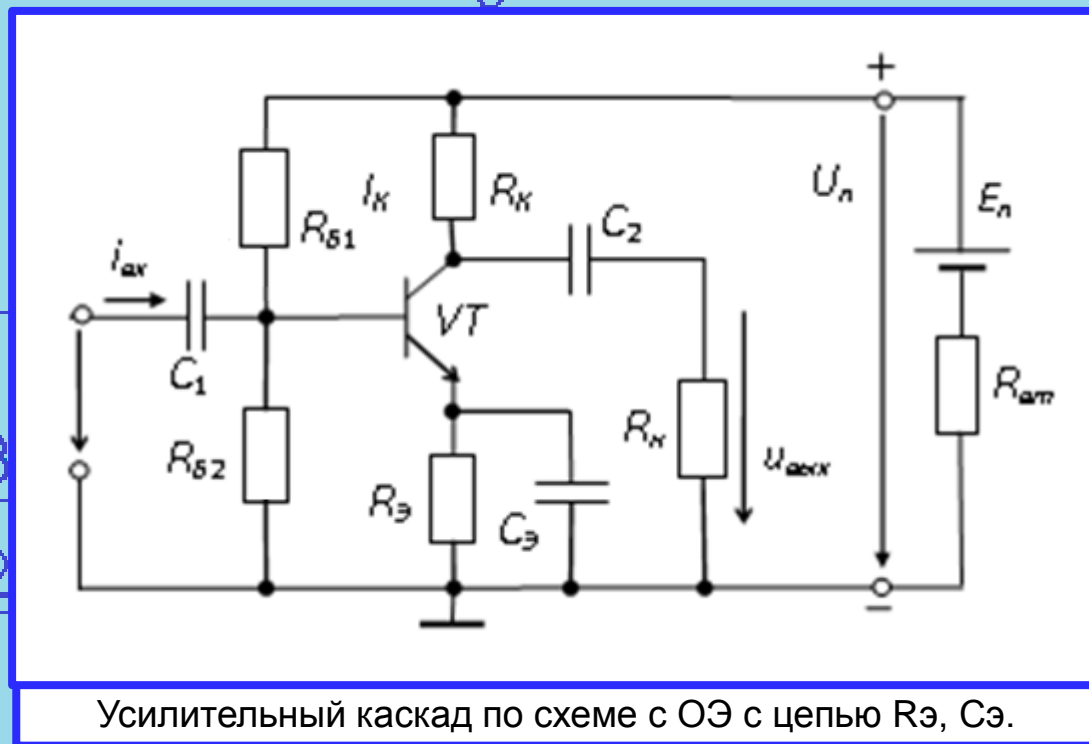 +
Uп
Eп
Iк
Rк
Rб1
C2
iвх
VT
C1
Rвт
Rн
Rб2
uвых
Rэ
Cэ
−
Усилительный каскад по схеме с ОЭ с цепью Rэ, Сэ.